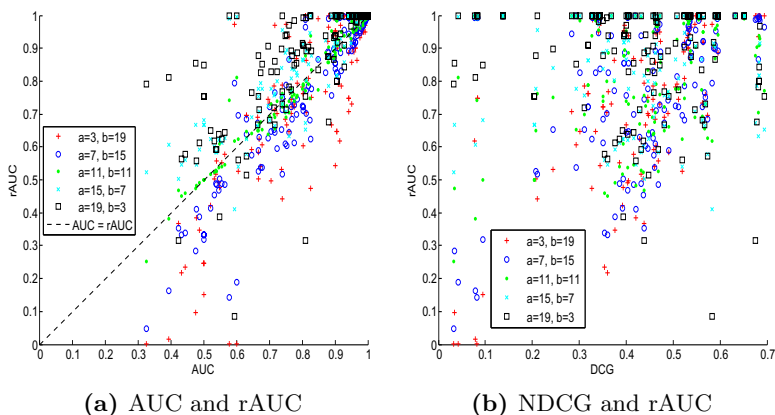 1
0.9
0.8
0.7
0.6
0.5
0.4
0.3
0.2
0.1
0
rAUC
a=3, b=19
a=7, b=15
a=11, b=11
a=15, b=7
a=19, b=3
AUC = rAUC
0 0.1 0.2 0.3 0.4 0.5 0.6 0.7 0.8 0.9 1
AUC
(a) AUC and rAUC
1
0.9
0.8
0.7
0.6
0.5
0.4
0.3
0.2
0.1
0
rAUC
a=3, b=19
a=7, b=15
a=11, b=11
a=15, b=7
a=19, b=3
0 0.1 0.2 0.3 0.4 0.5 0.6 0.7
DCG
(b) NDCG and rAUC